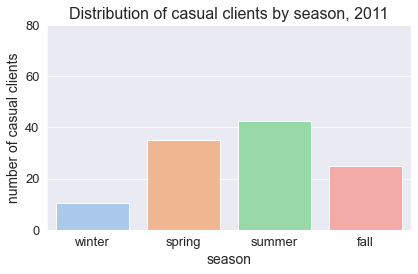 Distribution of casual clients by season, 2011
80
60
40
20
0
number of casual clients
winter spring summer fall
season